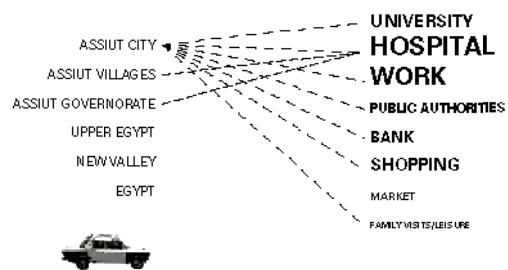 ASSIUT CITY
ASSIUT VILLAGES
ASSIUT GOVERNORATE
UPPER EGYPT
NEW VALLEY
EGYPT
UNIVERSITY
HOSPITAL
WORK
PUBLIC AUTHORITIES
BANK
SHOPPING
MARKET
FAMILY VISITS/LEISURE